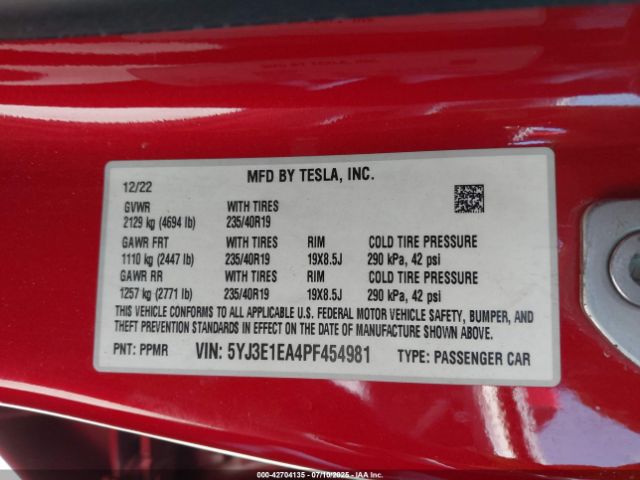 MFD BY TESLA, INC.
12/22
GVWR WITH TIRES
2129 kg (4694 lb) 235/40R19
GAWR FRT WITH TIRES RIM COLD TIRE PRESSURE
1110 kg (2447 lb) 235/40R19 19X8.5J 290 kPa, 42 psi
GAWR RR WITH TIRES RIM COLD TIRE PRESSURE
1257 kg (2771 lb) 235/40R19 19X8.5J 290 kPa, 42 psi
THIS VEHICLE CONFORMS TO ALL APPLICABLE U.S. FEDERAL MOTOR VEHICLE SAFETY, BUMPER, AND
THEFT PREVENTION STANDARDS IN EFFECT ON THE DATE OF MANUFACTURE SHOWN ABOVE.
PNT: PPMR VIN: 5YJ3E1EA4PF454981 TYPE: PASSENGER CAR
000-42704135 - 07/10/2025 - IAAI.COM